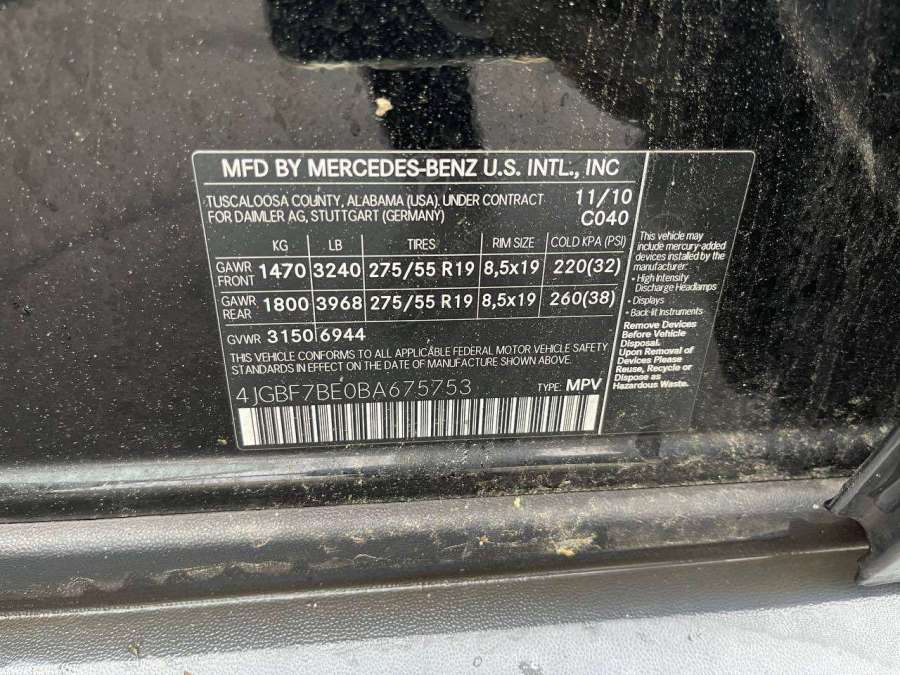 MFD BY MERCEDES-BENZ U.S. INTL., INC
TUSCALOOSA COUNTY, ALABAMA (USA), UNDER CONTRACT 11/10
FOR DAIMLER AG, STUTTGART (GERMANY) C040
KG LB TIRES RIM SIZE COLD KPA (PSI)
GAWR FRONT 1470 3240 275/55 R19 8,5x19 220(32)
GAWR REAR 1800 3968 275/55 R19 8,5x19 260(38)
GVWR 3150 6944
THIS VEHICLE CONFORMS TO ALL APPLICABLE FEDERAL MOTOR VEHICLE SAFETY
STANDARDS IN EFFECT ON THE DATE OF MANUFACTURE SHOWN ABOVE.
4JGBF7BE0BA675753 TYPE: MPV
This vehicle may
include mercury-added
devices installed by the
manufacturer:
• High Intensity
Discharge Headlamps
• Displays
• Back-lit Instruments
Remove Devices
Before Vehicle
Disposal.
Upon Removal of
Devices Please
Reuse, Recycle or
Dispose as
Hazardous Waste.